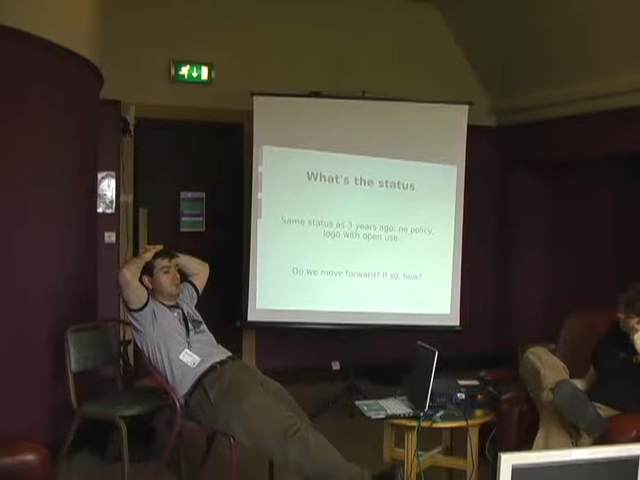 What's the status
Same status as 3 years ago: no policy,
logo with open use
Do we move forward? If so, how?